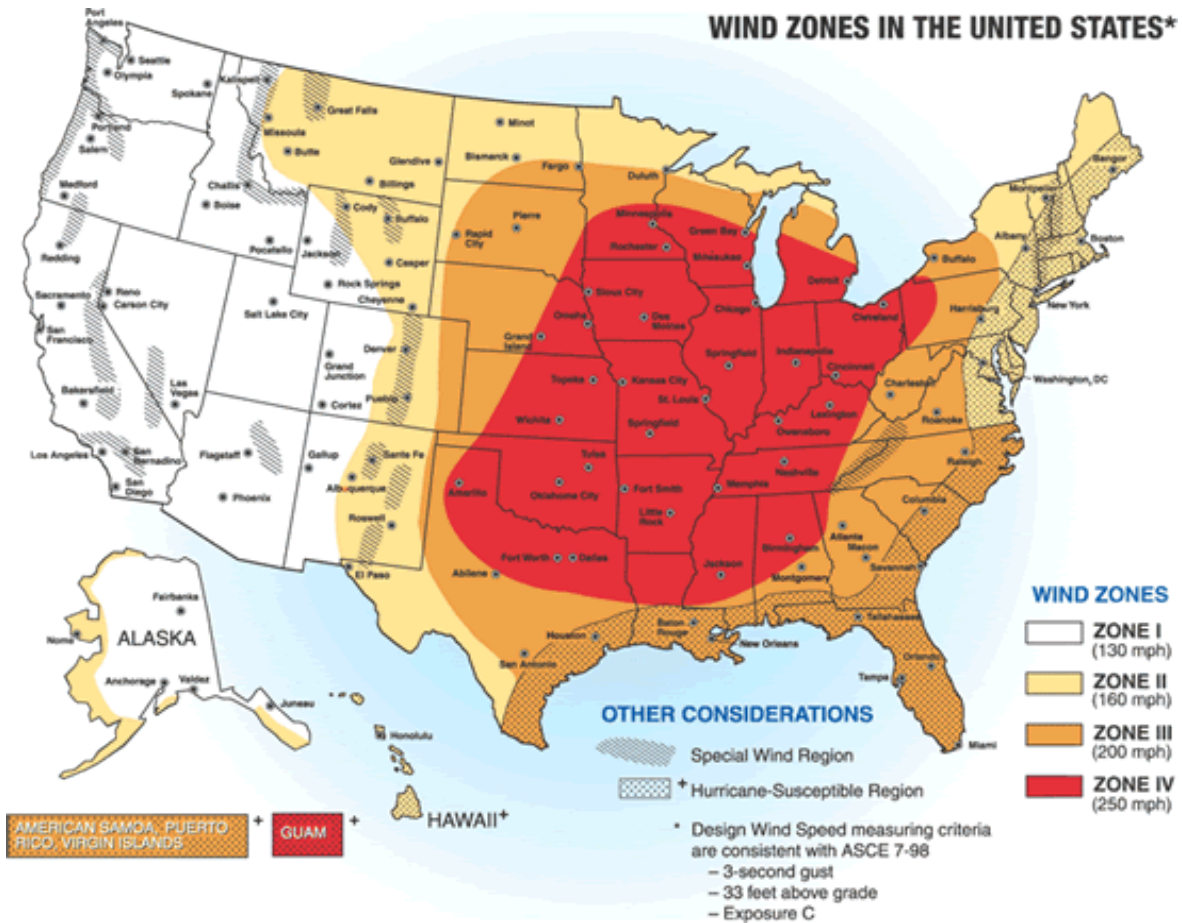 WIND ZONES IN THE UNITED STATES*
Port
Angeles
Seattle
Olympia
Spokane
Kalispell
Great Falls
Minot
Portland
Salem
Missoula
Butte
Glendive
Bismarck
Fargo
Duluth
Bangor
Montpelier
Medford
Challis
Boise
Billings
Cody
Buffalo
Pierre
Rapid
City
Minneapolis
Green Bay
Rochester
Milwaukee
Albany
Boston
Redding
Pocatello
Jackson
Casper
Buffalo
Detroit
Sacramento
Reno
Carson City
Rock Springs
Cheyenne
Salt Lake City
Sioux City
Omaha
Des
Moines
Chicago
Cleveland
Harrisburg
New York
San
Francisco
Grand
Island
Denver
Grand
Junction
Springfield
Indianapolis
Cincinnati
Washington, DC
Bakersfield
Las
Vegas
Cortez
Pueblo
Topeka
Kansas City
St. Louis
Charleston
Lexington
Roanoke
Wichita
Springfield
Owensboro
Los Angeles
San
Bernadino
Flagstaff
Gallup
Sante Fe
Tulsa
Nashville
Raleigh
San
Diego
Phoenix
Albuquerque
Amarillo
Oklahoma City
Fort Smith
Memphis
Columbia
Roswell
Little
Rock
Atlanta
Birmingham
Macon
Savannah
El Paso
Fort Worth
Dallas
Abilene
Jackson
Montgomery
Tallahassee
Fairbanks
Nome
ALASKA
Houston
Baton
Rouge
New Orleans
San Antonio
Orlando
Tampa
Miami
Anchorage
Valdez
Juneau
Honolulu
HAWAII+
WIND ZONES
ZONE I
(130 mph)
ZONE II
(160 mph)
ZONE III
(200 mph)
ZONE IV
(250 mph)
OTHER CONSIDERATIONS
Special Wind Region
+ Hurricane-Susceptible Region
AMERICAN SAMOA, PUERTO
RICO, VIRGIN ISLANDS
+
GUAM
+
* Design Wind Speed measuring criteria
are consistent with ASCE 7-98
– 3-second gust
– 33 feet above grade
– Exposure C